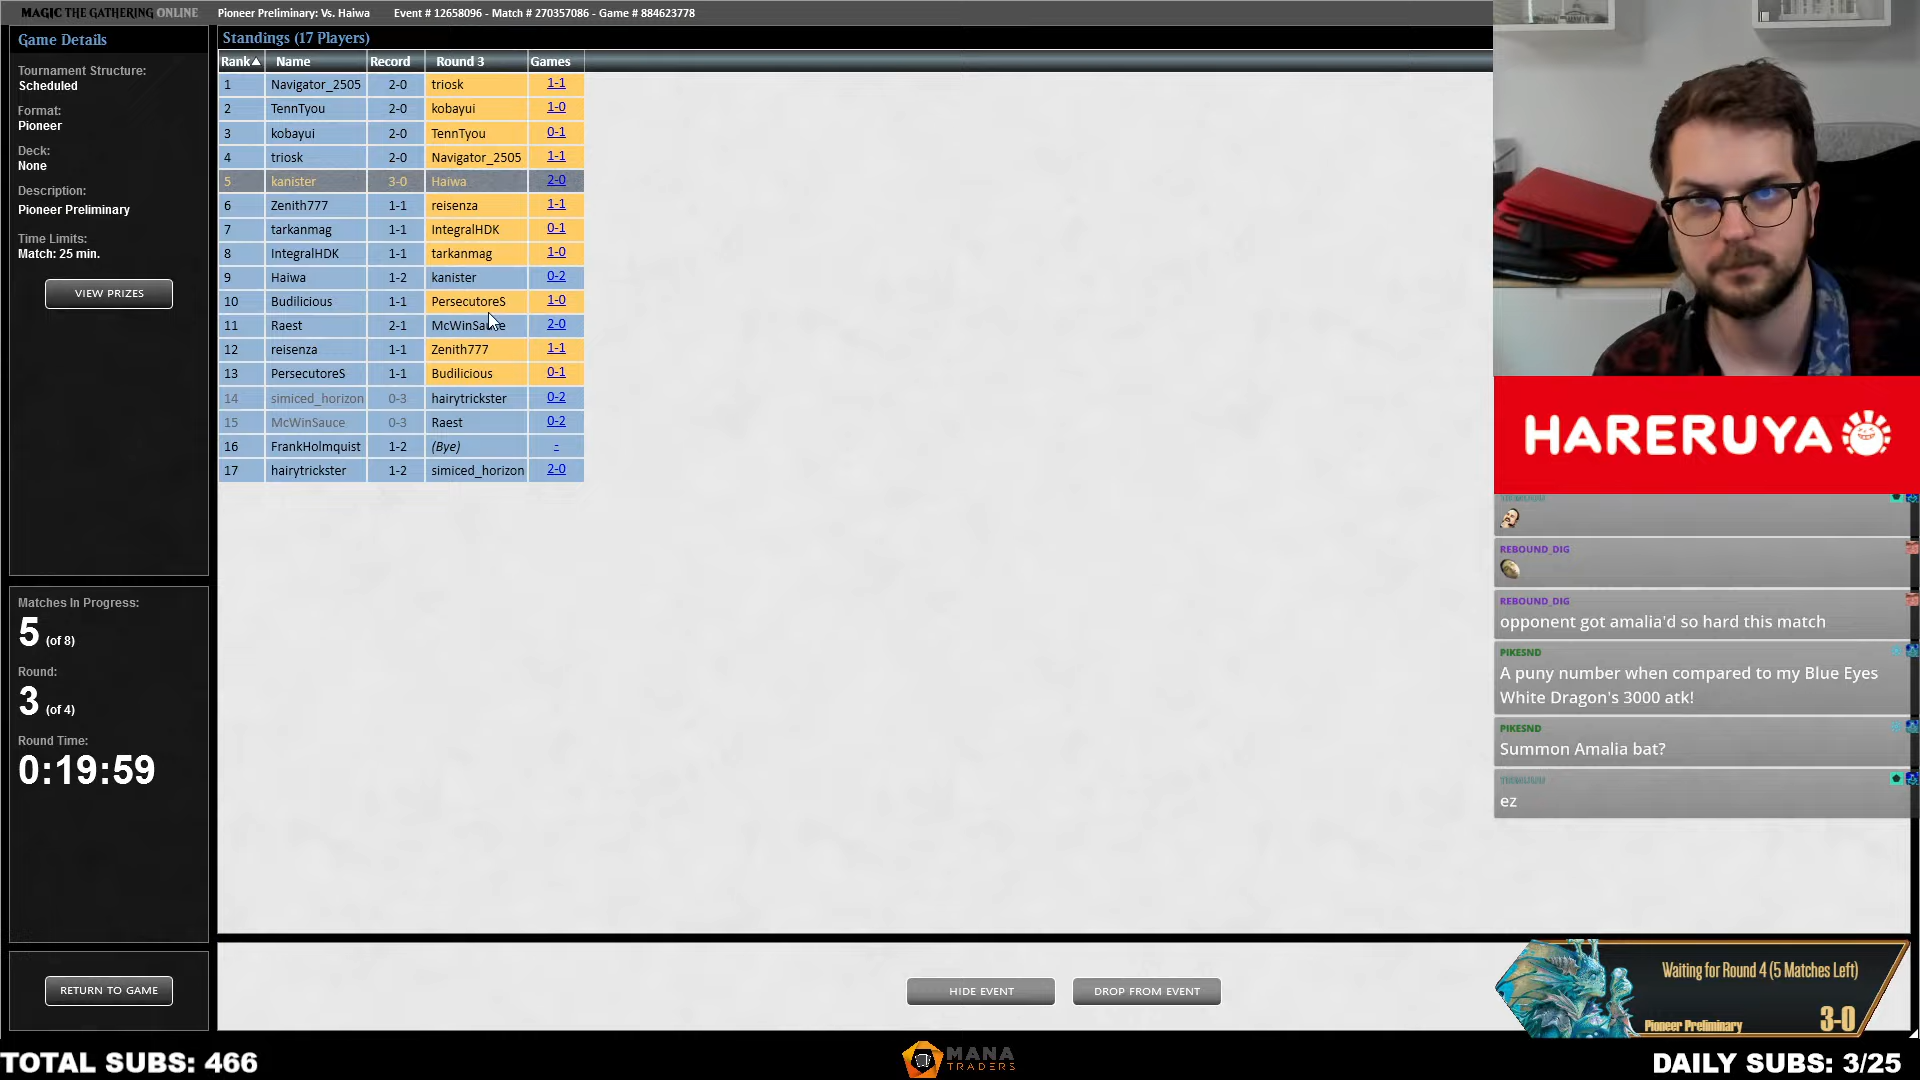 MAGIC THE GATHERING ONLINE
Pioneer Preliminary: Vs. Haiwa
Event # 12658096 - Match # 270357086 - Game # 884623778
Game Details
Tournament Structure:
Scheduled
Format:
Pioneer
Deck:
None
Description:
Pioneer Preliminary
Time Limits:
Match: 25 min.
VIEW PRIZES
Matches In Progress:
5 (of 8)
Round:
3 (of 4)
Round Time:
0:19:59
RETURN TO GAME
Standings (17 Players)
Rank Name Record Round 3 Games
1 Navigator_2505 2-0 triosk 1-1
2 TennTyou 2-0 kobayui 1-0
3 kobayui 2-0 TennTyou 0-1
4 triosk 2-0 Navigator_2505 1-1
5 kanister 3-0 Haiwa 2-0
6 Zenith777 1-1 reisenza 1-1
7 tarkanmag 1-1 IntegralHDK 0-1
8 IntegralHDK 1-1 tarkanmag 1-0
9 Haiwa 1-2 kanister 0-2
10 Budilicious 1-1 PersecutoreS 1-0
11 Raest 2-1 McWinSauce 2-0
12 reisenza 1-1 Zenith777 1-1
13 PersecutoreS 1-1 Budilicious 0-1
14 simiced_horizon 0-3 hairytrickster 0-2
15 McWinSauce 0-3 Raest 0-2
16 FrankHolmquist 1-2 (Bye) -
17 hairytrickster 1-2 simiced_horizon 2-0
HIDE EVENT
DROP FROM EVENT
HARERUYA
REBOUND_DIG
REBOUND_DIG
opponent got amalia'd so hard this match
PIKESND
A puny number when compared to my Blue Eyes
White Dragon's 3000 atk!
PIKESND
Summon Amalia bat?
ez
Waiting for Round 4 (5 Matches Left)
Pioneer Preliminary
3-0
TOTAL SUBS: 466
MANA
TRADERS
DAILY SUBS: 3/25